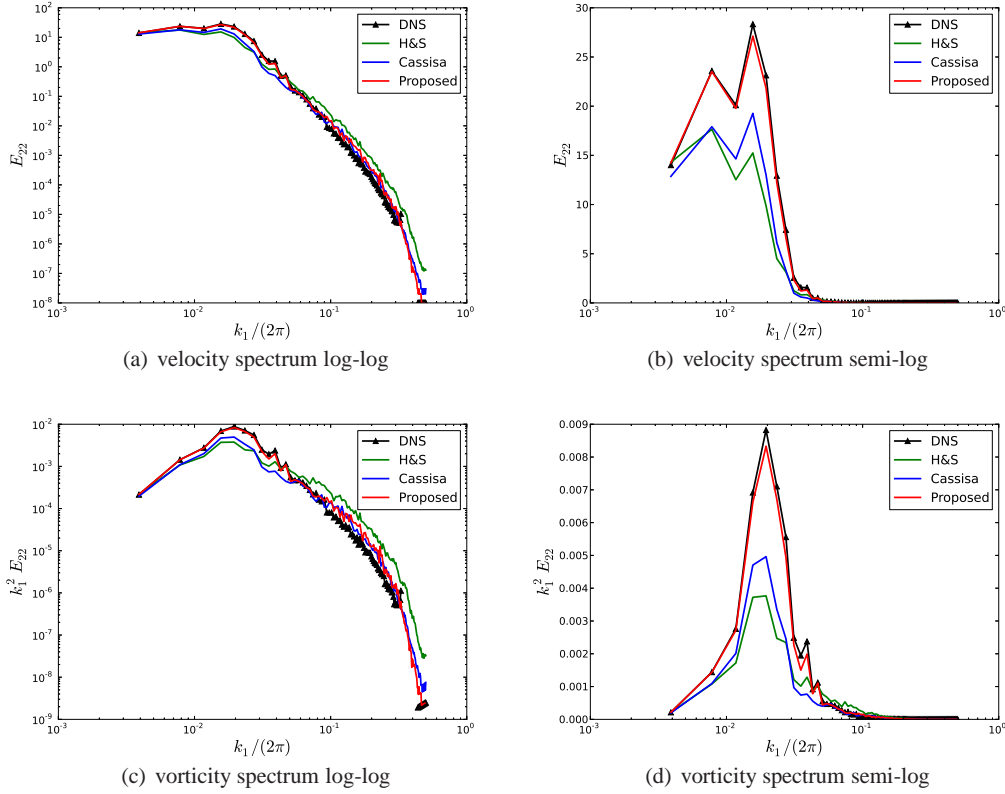 10^2
10^1
10^0
10^-1
10^-2
10^-3
10^-4
10^-5
10^-6
10^-7
10^-8
E_22
10^-3 10^-2 10^-1 10^0
k_1/(2π)
DNS
H&S
Cassisa
Proposed
(a) velocity spectrum log-log
30
25
20
15
10
5
0
E_22
10^-3 10^-2 10^-1 10^0
k_1/(2π)
DNS
H&S
Cassisa
Proposed
(b) velocity spectrum semi-log
10^-2
10^-3
10^-4
10^-5
10^-6
10^-7
10^-8
10^-9
k_1^2 E_22
10^-3 10^-2 10^-1 10^0
k_1/(2π)
DNS
H&S
Cassisa
Proposed
(c) vorticity spectrum log-log
0.009
0.008
0.007
0.006
0.005
0.004
0.003
0.002
0.001
0.000
k_1^2 E_22
10^-3 10^-2 10^-1 10^0
k_1/(2π)
DNS
H&S
Cassisa
Proposed
(d) vorticity spectrum semi-log